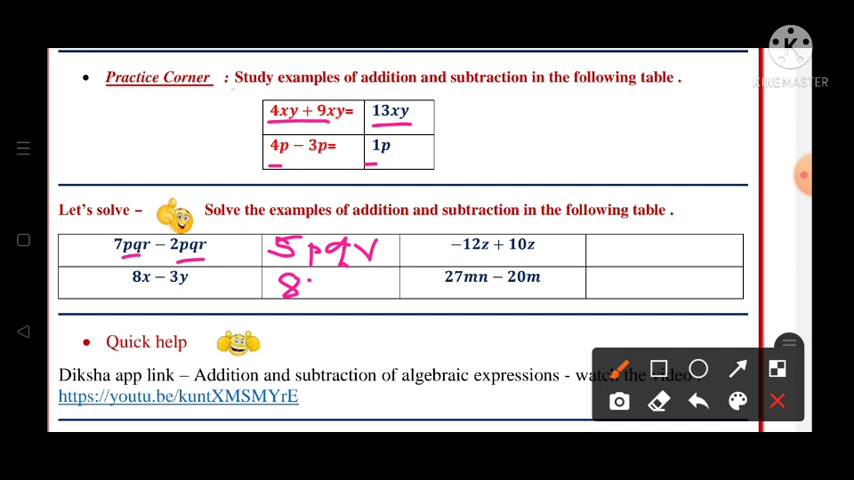 K
KINEMASTER
• Practice Corner : Study examples of addition and subtraction in the following table .
4xy + 9xy= 13xy
4p − 3p= 1p
Let's solve – Solve the examples of addition and subtraction in the following table .
7pqr − 2pqr 5pqr −12z + 10z
8x − 3y 8 27mn − 20m
• Quick help
Diksha app link – Addition and subtraction of algebraic expressions - watch the video
https://youtu.be/kuntXMSMYrE